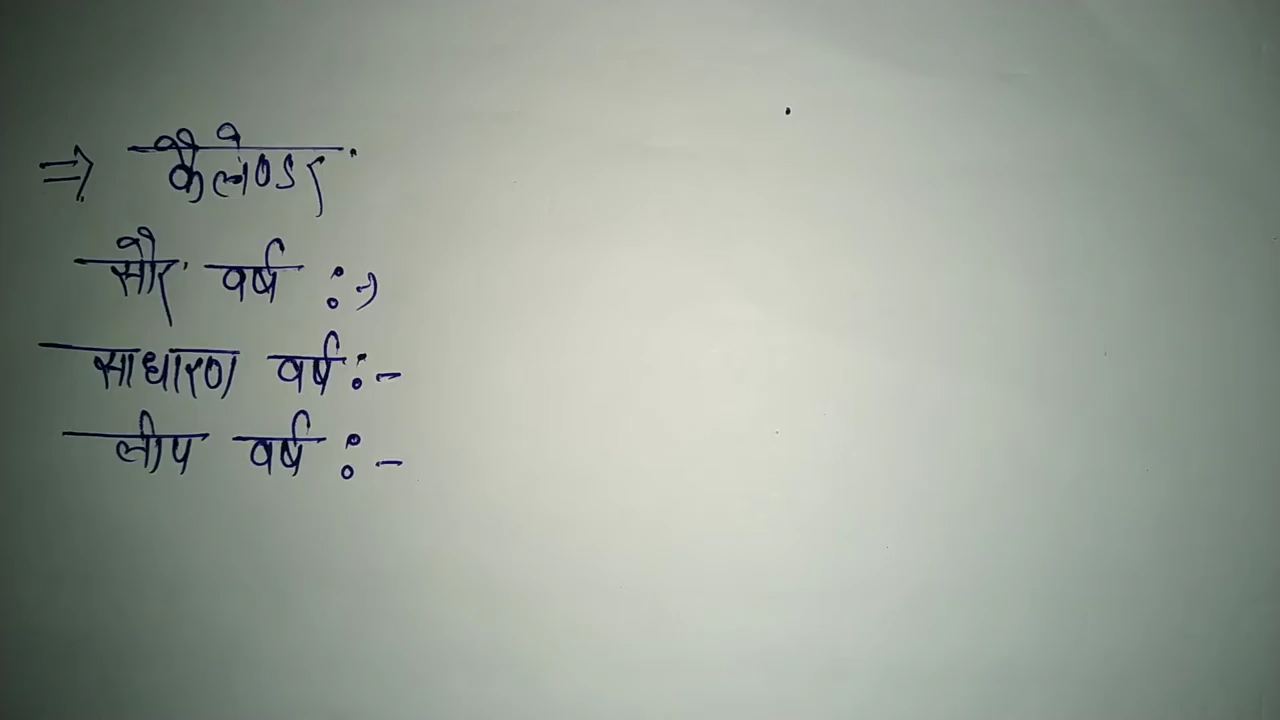 ⇒ कैलेण्डर
सौर वर्ष :-
साधारण वर्ष :-
लीप वर्ष :-